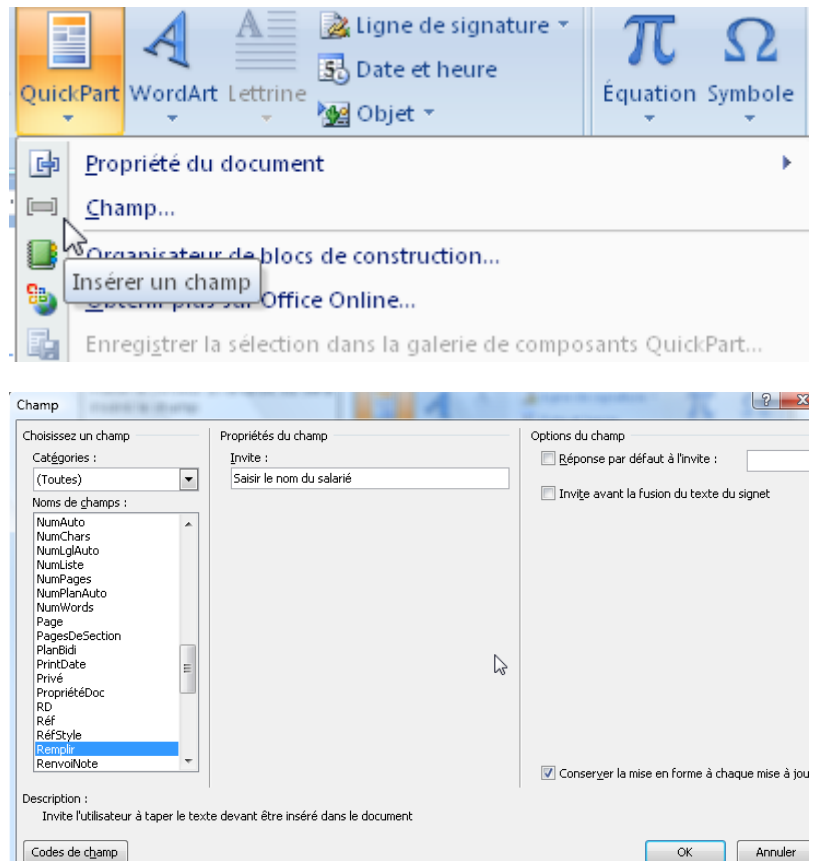 Ligne de signature
QuickPart WordArt Lettrine
Date et heure
Objet
Équation Symbole
Propriété du document
Champ...
Organisateur de blocs de construction...
Insérer un champ
Office Online...
Enregistrer la sélection dans la galerie de composants QuickPart...
Champ
Choisissez un champ
Catégories :
(Toutes)
Noms de champs :
NumAuto
NumChars
NumLglAuto
NumListe
NumPages
NumPlanAuto
NumWords
Page
PagesDeSection
PlanBidi
PrintDate
Privé
PropriétéDoc
RD
Réf
RéfStyle
Remplir
RenvoiNote
Propriétés du champ
Invite :
Saisir le nom du salarié
Options du champ
Réponse par défaut à l'invite :
Invite avant la fusion du texte du signet
Conserver la mise en forme à chaque mise à jou
Description :
Invite l'utilisateur à taper le texte devant être inséré dans le document
Codes de champ
OK Annuler